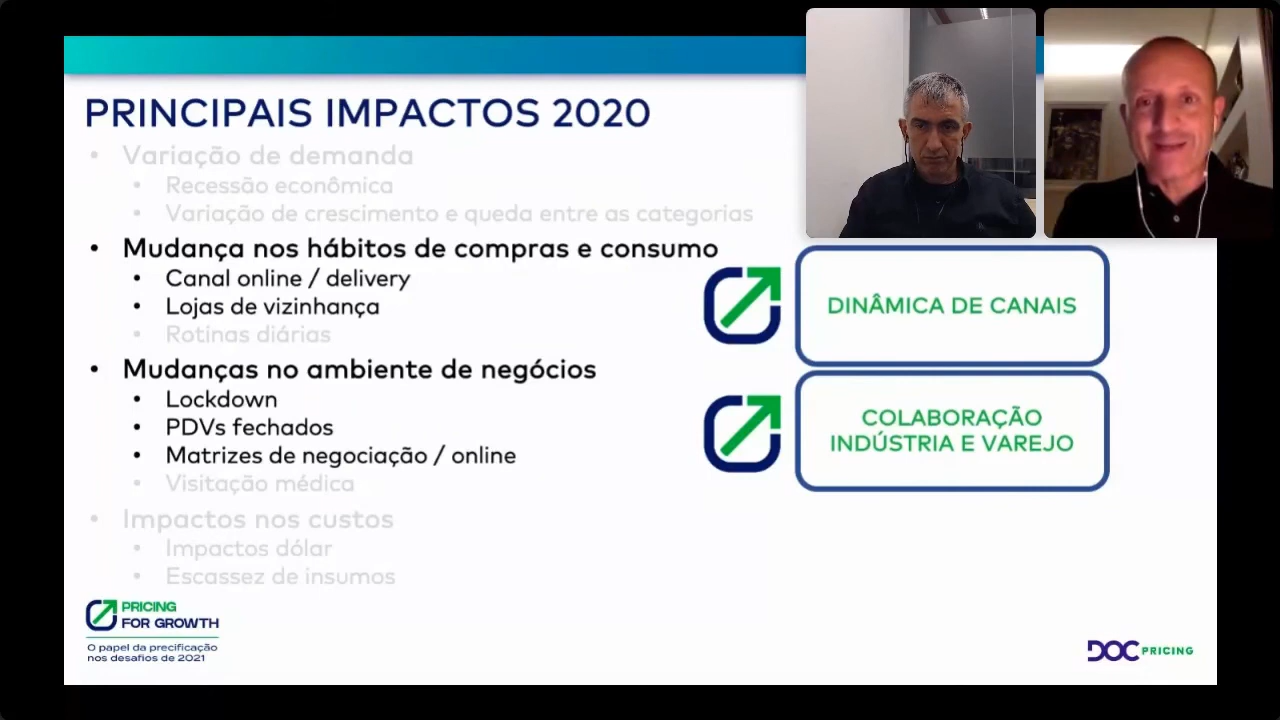 PRINCIPAIS IMPACTOS 2020
• Variação de demanda
• Recessão econômica
• Variação de crescimento e queda entre as categorias
• Mudança nos hábitos de compras e consumo
• Canal online / delivery
• Lojas de vizinhança
• Rotinas diárias
• Mudanças no ambiente de negócios
• Lockdown
• PDVs fechados
• Matrizes de negociação / online
• Visitação médica
• Impactos nos custos
• Impactos dólar
• Escassez de insumos
DINÂMICA DE CANAIS
COLABORAÇÃO
INDÚSTRIA E VAREJO
PRICING
FOR GROWTH
O papel da precificação
nos desafios de 2021
DOC PRICING